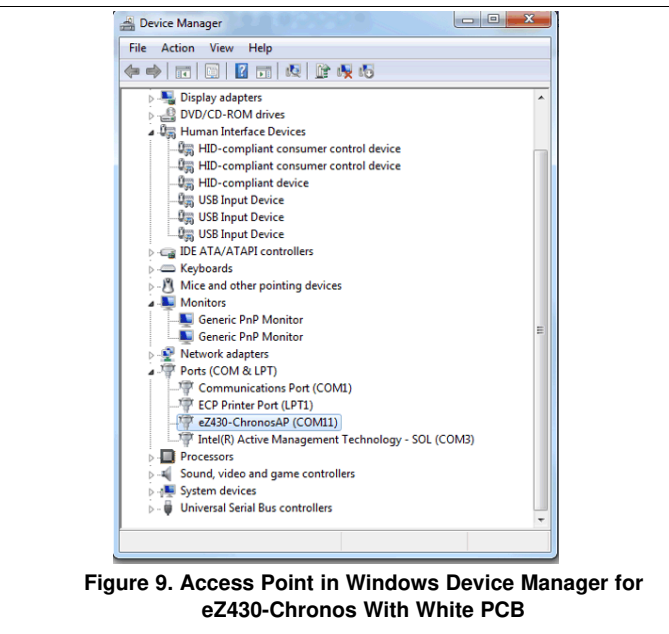 Device Manager
File Action View Help
Display adapters
DVD/CD-ROM drives
Human Interface Devices
HID-compliant consumer control device
HID-compliant consumer control device
HID-compliant device
USB Input Device
USB Input Device
USB Input Device
IDE ATA/ATAPI controllers
Keyboards
Mice and other pointing devices
Monitors
Generic PnP Monitor
Generic PnP Monitor
Network adapters
Ports (COM & LPT)
Communications Port (COM1)
ECP Printer Port (LPT1)
eZ430-ChronosAP (COM11)
Intel(R) Active Management Technology - SOL (COM3)
Processors
Sound, video and game controllers
System devices
Universal Serial Bus controllers
Figure 9. Access Point in Windows Device Manager for
eZ430-Chronos With White PCB